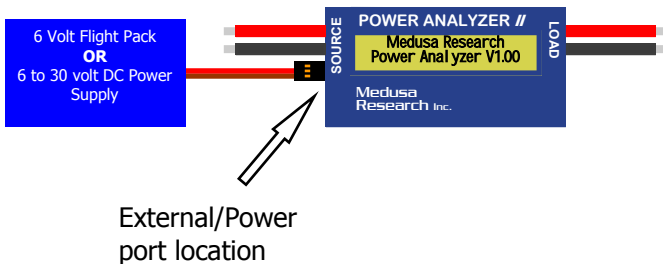 6 Volt Flight Pack
OR
6 to 30 volt DC Power
Supply
SOURCE
POWER ANALYZER II
LOAD
Medusa Research
Power Analyzer V1.00
Medusa
Research Inc.
External/Power
port location